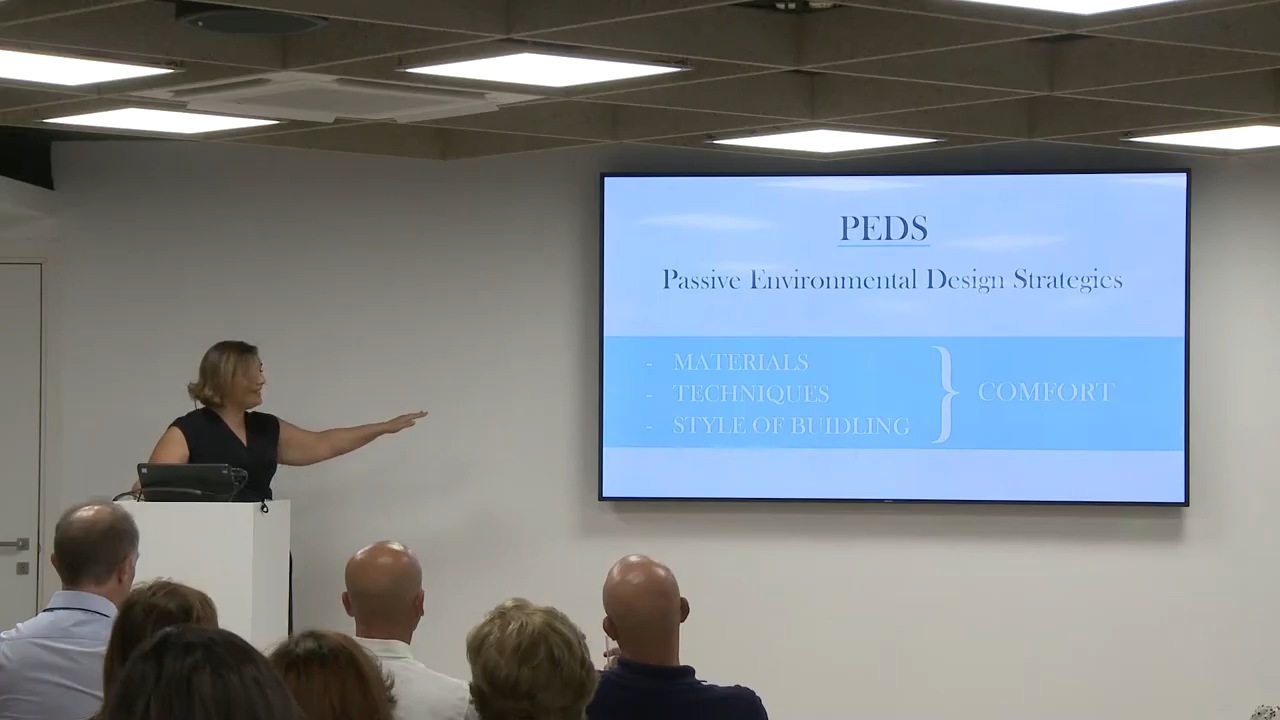 PEDS
Passive Environmental Design Strategies
- MATERIALS
- TECHNIQUES
- STYLE OF BUIDLING
} COMFORT